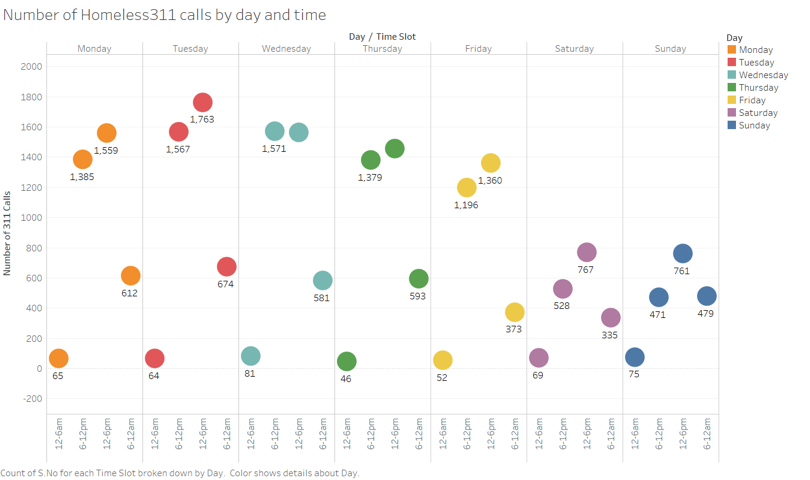 Number of Homeless311 calls by day and time
Day / Time Slot
Monday Tuesday Wednesday Thursday Friday Saturday Sunday
Number of 311 Calls
2000
1800
1600
1400
1200
1000
800
600
400
200
0
-200
65 1,385 1,559 612
64 1,567 1,763 674
81 1,571 581
46 1,379 593
52 1,196 1,360 373
69 528 767 335
75 471 761 479
12-6am 6-12pm 12-6pm 6-12am 12-6am 6-12pm 12-6pm 6-12am 12-6am 6-12pm 12-6pm 6-12am 12-6am 6-12pm 12-6pm 6-12am 12-6am 6-12pm 12-6pm 6-12am 12-6am 6-12pm 12-6pm 6-12am 12-6am 6-12pm 12-6pm 6-12am
Day
Monday
Tuesday
Wednesday
Thursday
Friday
Saturday
Sunday
Count of S.No for each Time Slot broken down by Day. Color shows details about Day.